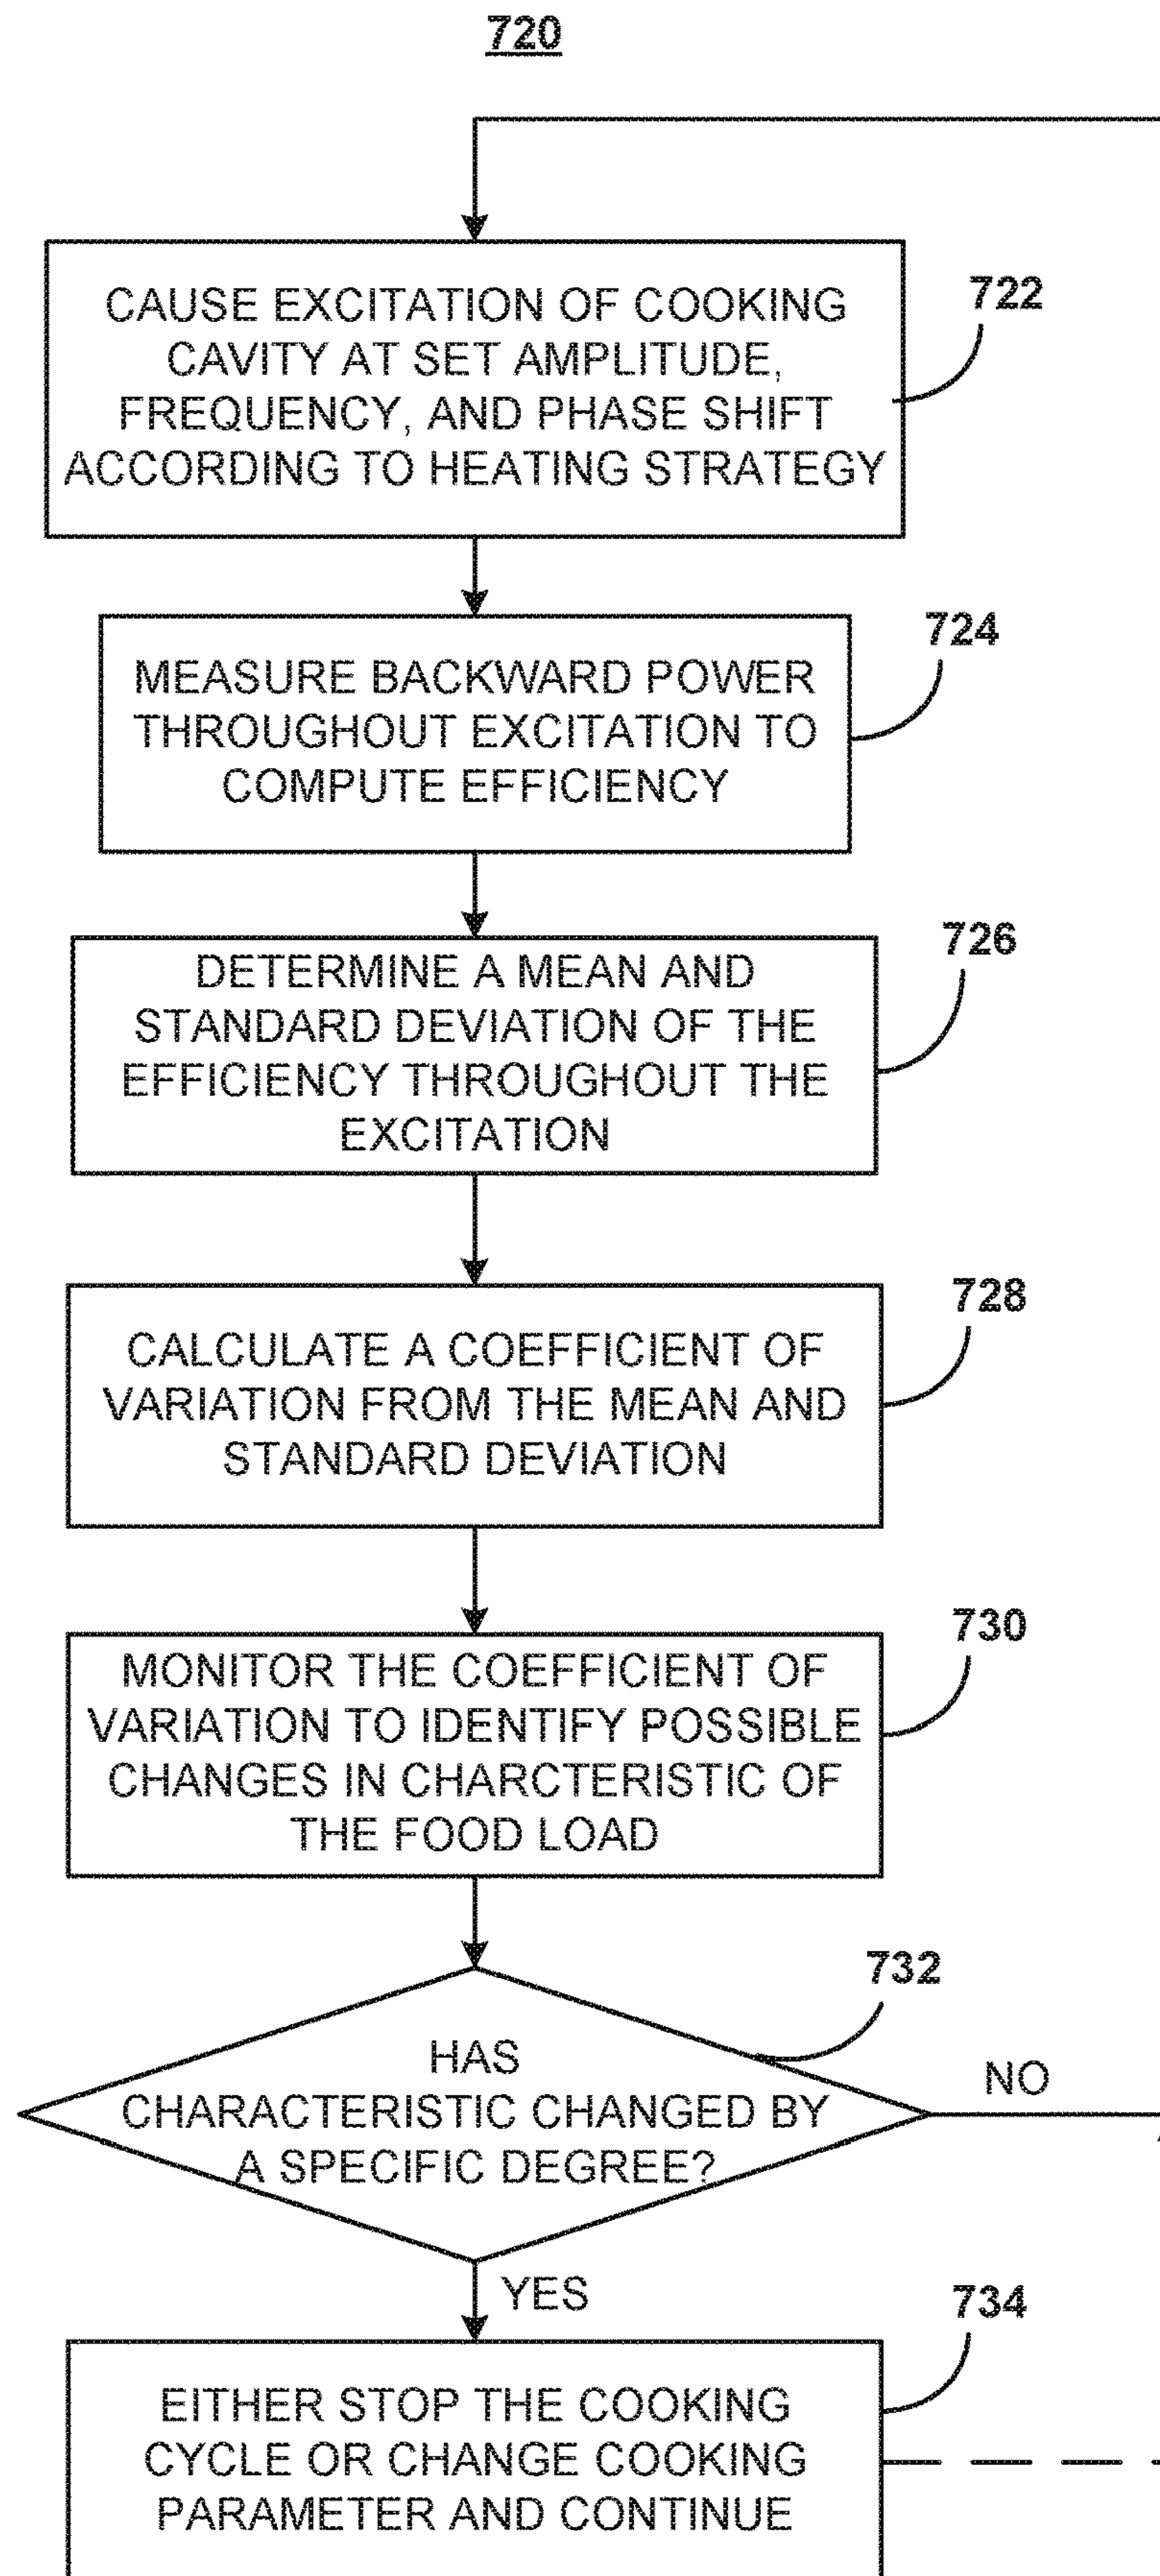 720
CAUSE EXCITATION OF COOKING
CAVITY AT SET AMPLITUDE,
FREQUENCY, AND PHASE SHIFT
ACCORDING TO HEATING STRATEGY
722
MEASURE BACKWARD POWER
THROUGHOUT EXCITATION TO
COMPUTE EFFICIENCY
724
DETERMINE A MEAN AND
STANDARD DEVIATION OF THE
EFFICIENCY THROUGHOUT THE
EXCITATION
726
CALCULATE A COEFFICIENT OF
VARIATION FROM THE MEAN AND
STANDARD DEVIATION
728
MONITOR THE COEFFICIENT OF
VARIATION TO IDENTIFY POSSIBLE
CHANGES IN CHARCTERISTIC OF
THE FOOD LOAD
730
HAS
CHARACTERISTIC CHANGED BY
A SPECIFIC DEGREE?
732
NO
YES
EITHER STOP THE COOKING
CYCLE OR CHANGE COOKING
PARAMETER AND CONTINUE
734